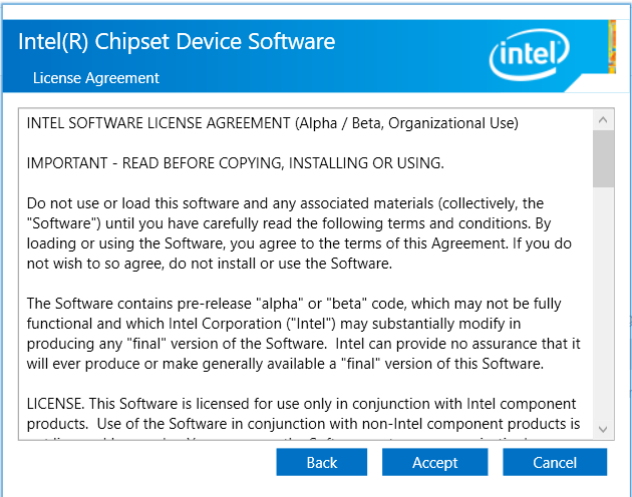 Intel(R) Chipset Device Software
intel
License Agreement
INTEL SOFTWARE LICENSE AGREEMENT (Alpha / Beta, Organizational Use)
IMPORTANT - READ BEFORE COPYING, INSTALLING OR USING.
Do not use or load this software and any associated materials (collectively, the
"Software") until you have carefully read the following terms and conditions. By
loading or using the Software, you agree to the terms of this Agreement. If you do
not wish to so agree, do not install or use the Software.
The Software contains pre-release "alpha" or "beta" code, which may not be fully
functional and which Intel Corporation ("Intel") may substantially modify in
producing any "final" version of the Software.  Intel can provide no assurance that it
will ever produce or make generally available a "final" version of this Software.
LICENSE. This Software is licensed for use only in conjunction with Intel component
products.  Use of the Software in conjunction with non-Intel component products is
Back
Accept
Cancel